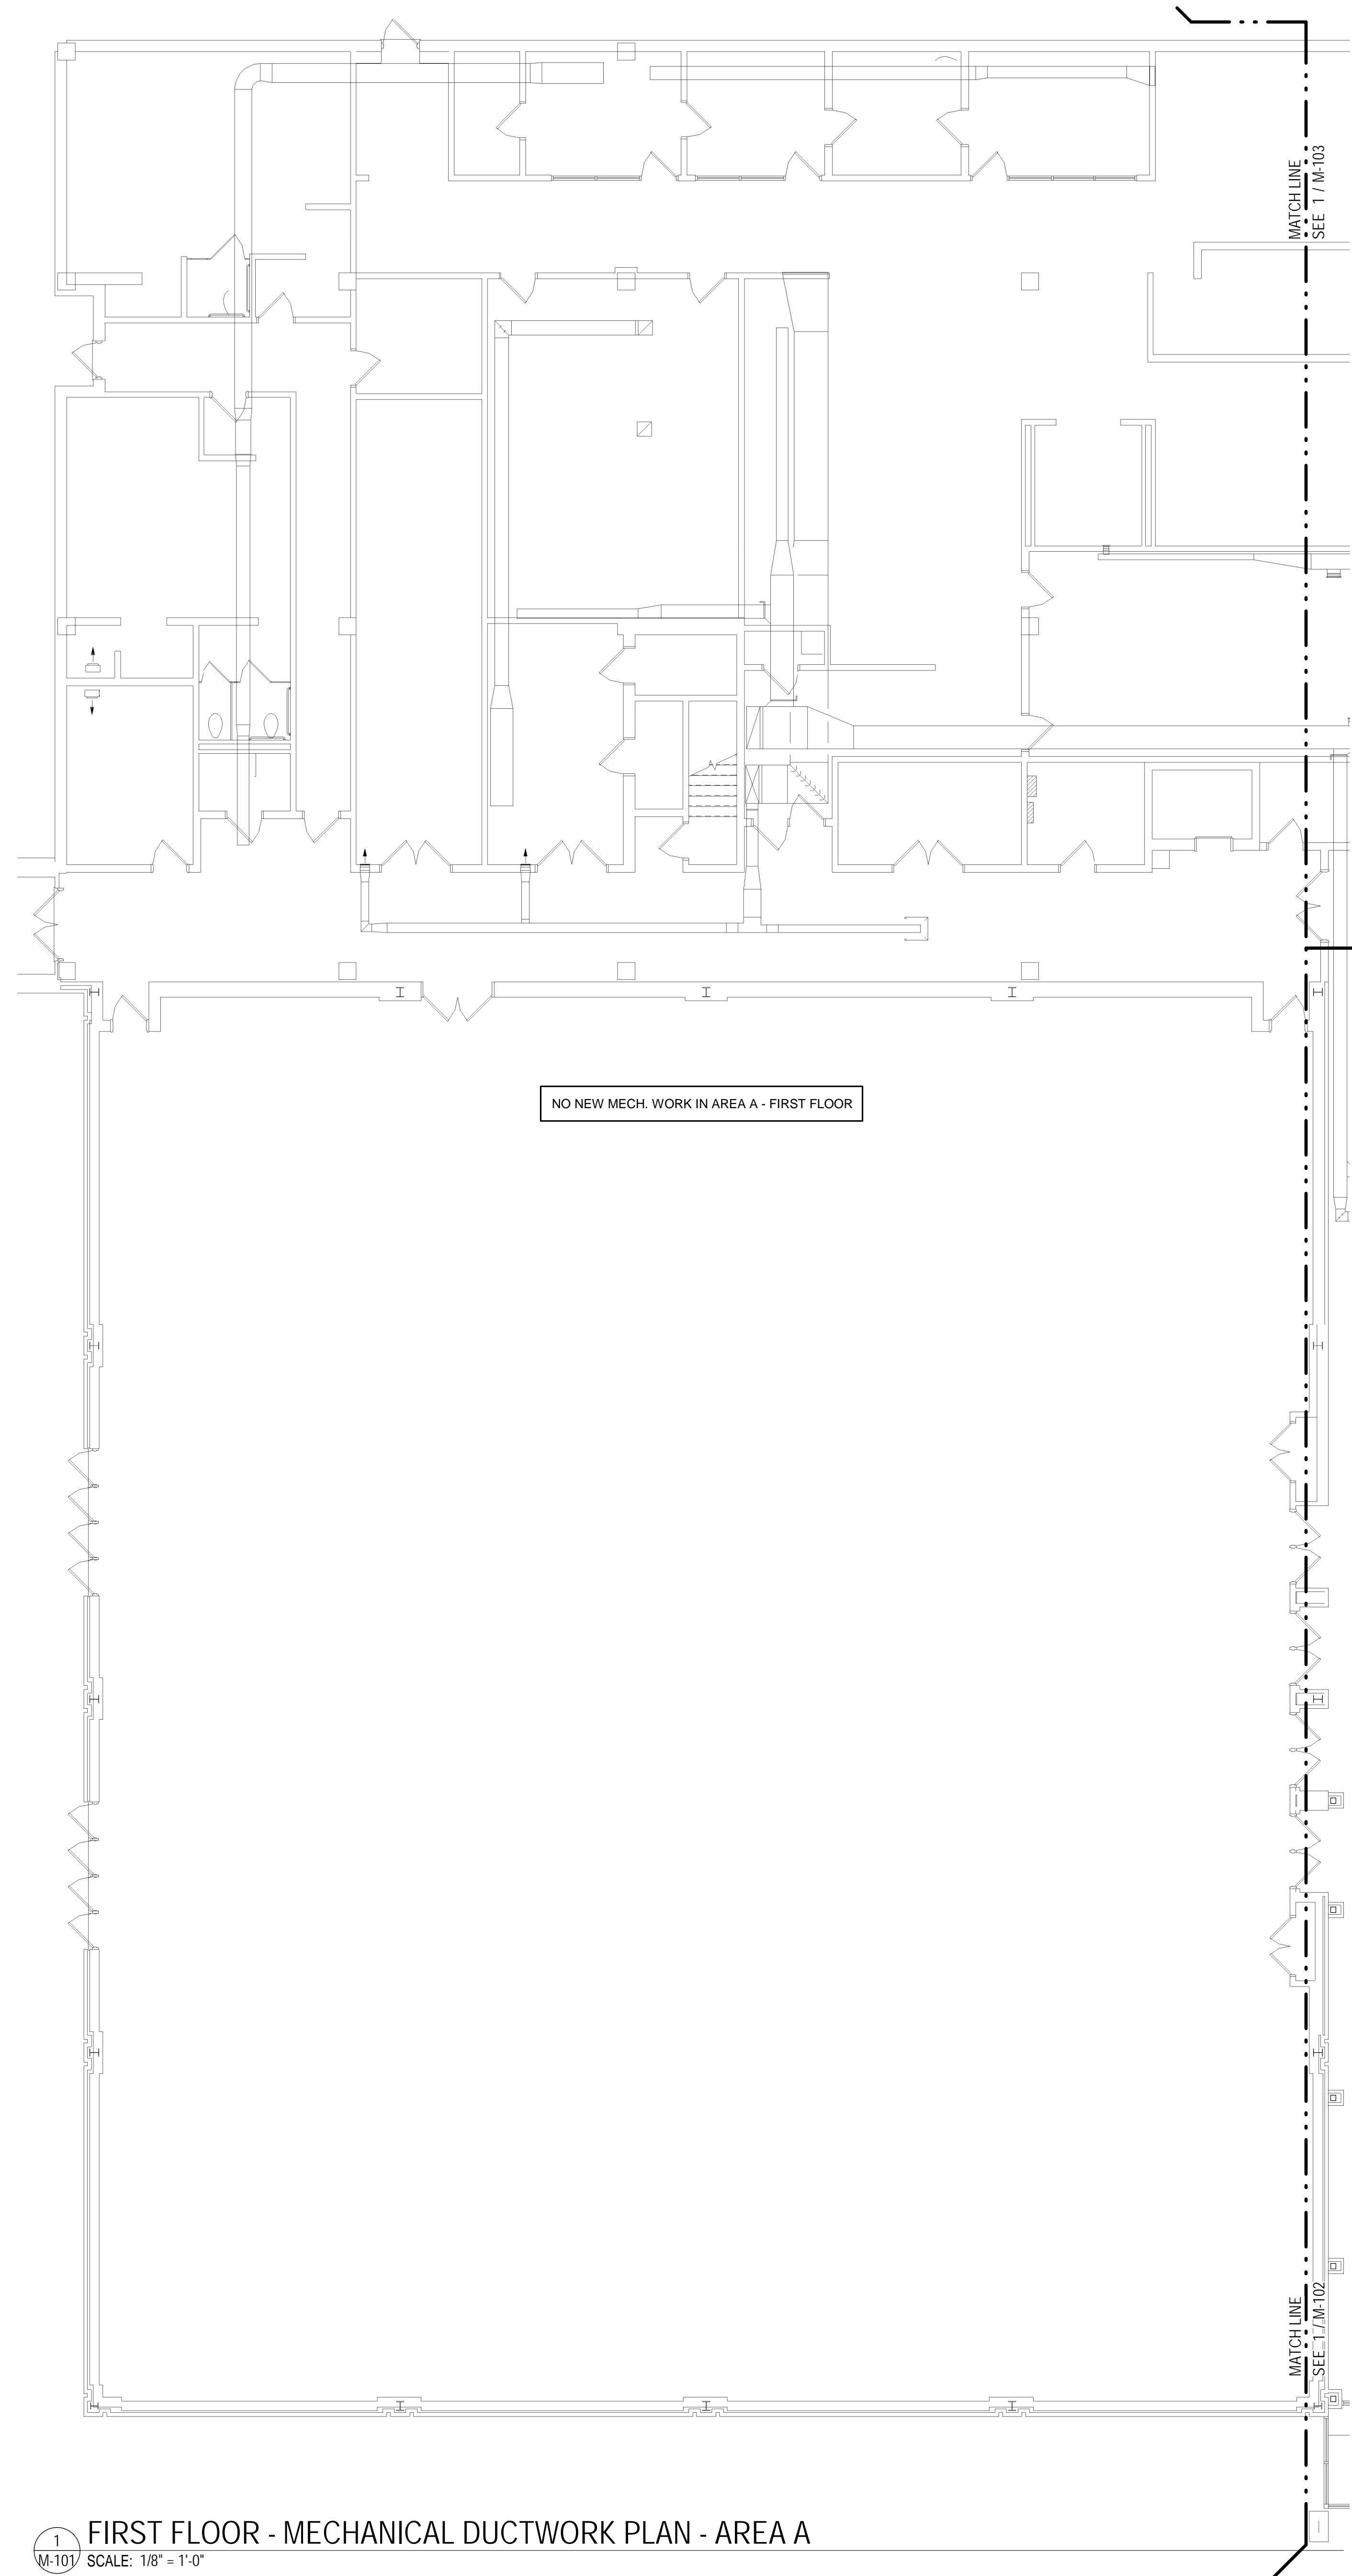 MATCH LINE
SEE 1 / M-103
NO NEW MECH. WORK IN AREA A - FIRST FLOOR
MATCH LINE
SEE 1 / M-102
1
M-101
FIRST FLOOR - MECHANICAL DUCTWORK PLAN - AREA A
SCALE: 1/8" = 1'-0"